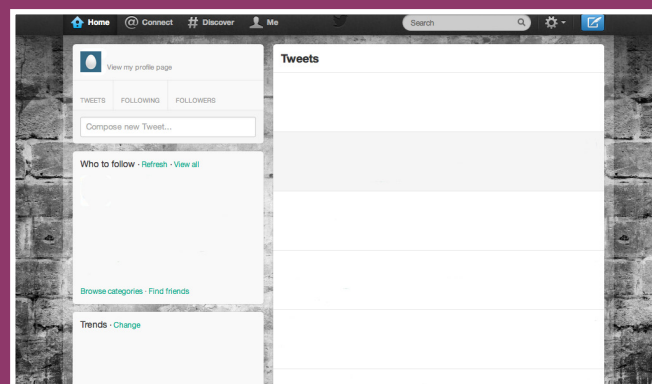 Home @ Connect # Discover Me Search
View my profile page
TWEETS FOLLOWING FOLLOWERS
Compose new Tweet...
Who to follow · Refresh · View all
Browse categories · Find friends
Trends · Change
Tweets